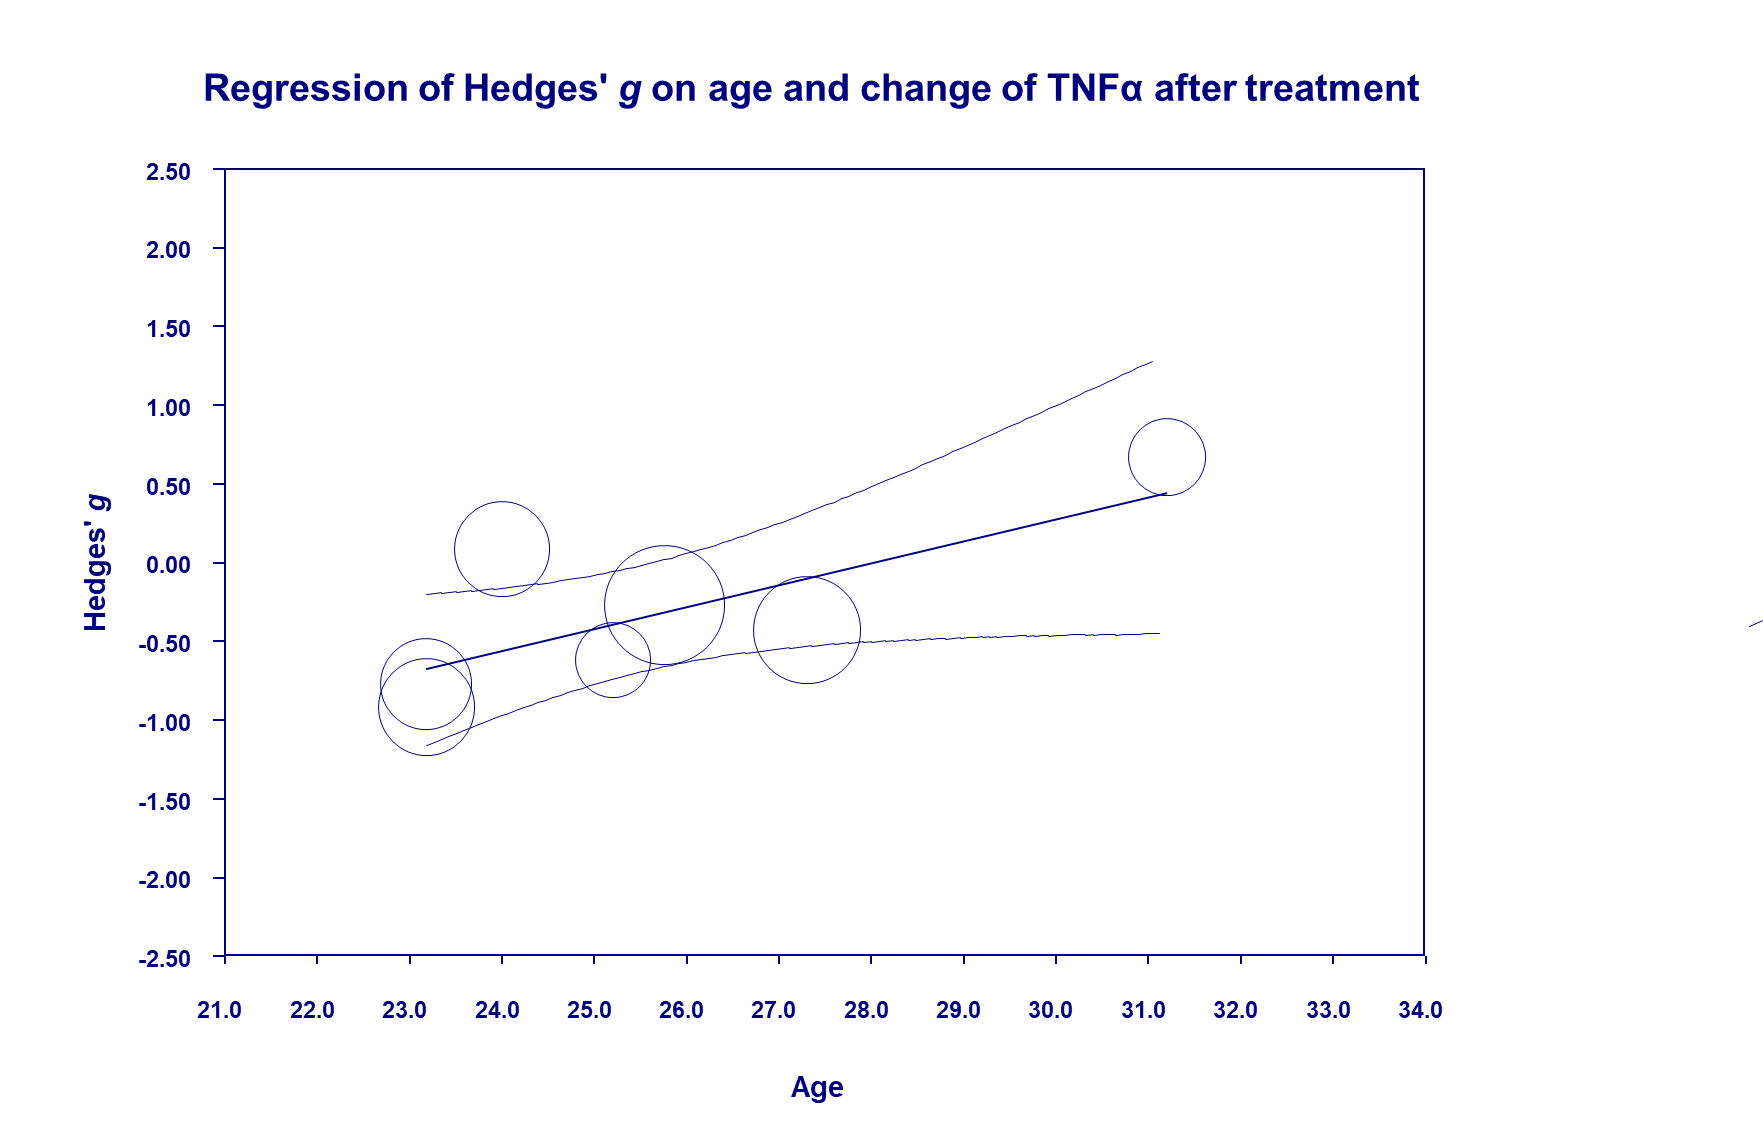 Regression of Hedges' g on age and change of TNFα after treatment
2.50
2.00
1.50
1.00
0.50
0.00
-0.50
-1.00
-1.50
-2.00
-2.50
Hedges' g
21.0 22.0 23.0 24.0 25.0 26.0 27.0 28.0 29.0 30.0 31.0 32.0 33.0 34.0
Age